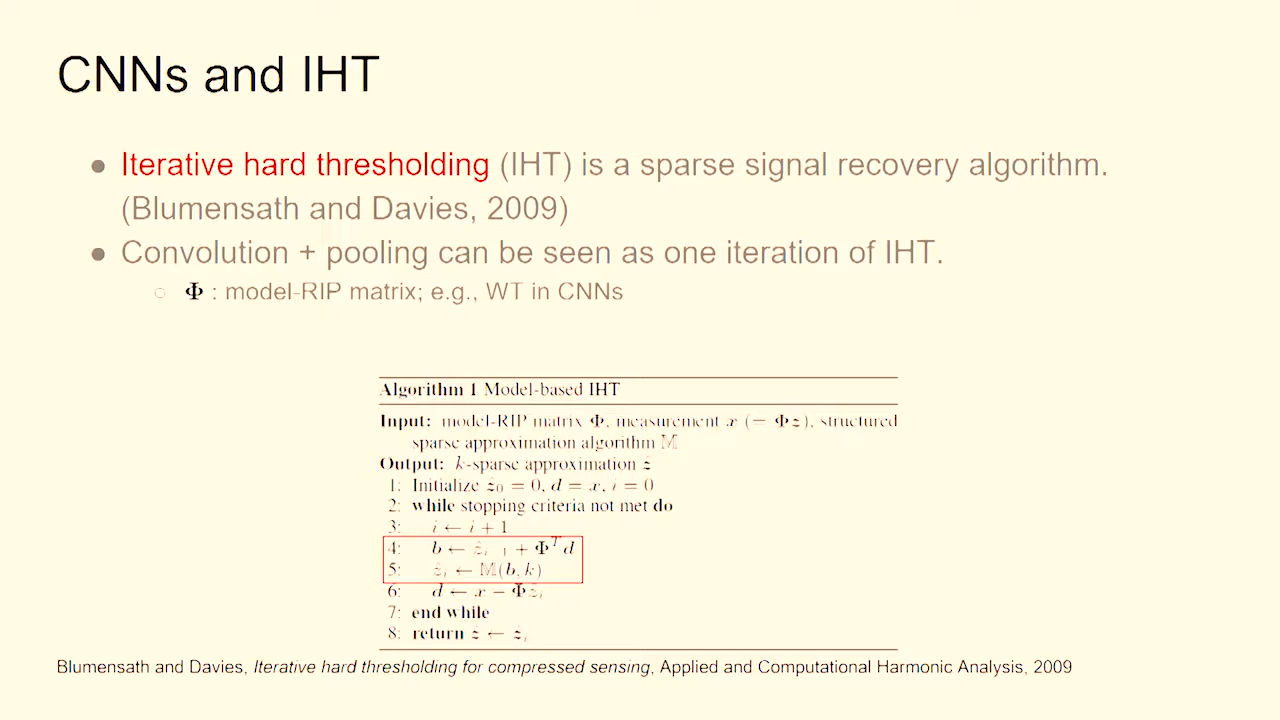 CNNs and IHT
● Iterative hard thresholding (IHT) is a sparse signal recovery algorithm.
(Blumensath and Davies, 2009)
● Convolution + pooling can be seen as one iteration of IHT.
○ Φ : model-RIP matrix; e.g., WT in CNNs
Algorithm 1 Model-based IHT
Input: model-RIP matrix Φ, measurement x (= Φz), structured
sparse approximation algorithm 𝕄
Output: k-sparse approximation ẑ
1: Initialize ẑ₀ = 0, d = x, i = 0
2: while stopping criteria not met do
3: i ← i + 1
4: b ← ẑᵢ₋₁ + Φᵀd
5: ẑᵢ ← 𝕄(b, k)
6: d ← x − Φẑᵢ
7: end while
8: return ẑ ← ẑᵢ
Blumensath and Davies, Iterative hard thresholding for compressed sensing, Applied and Computational Harmonic Analysis, 2009